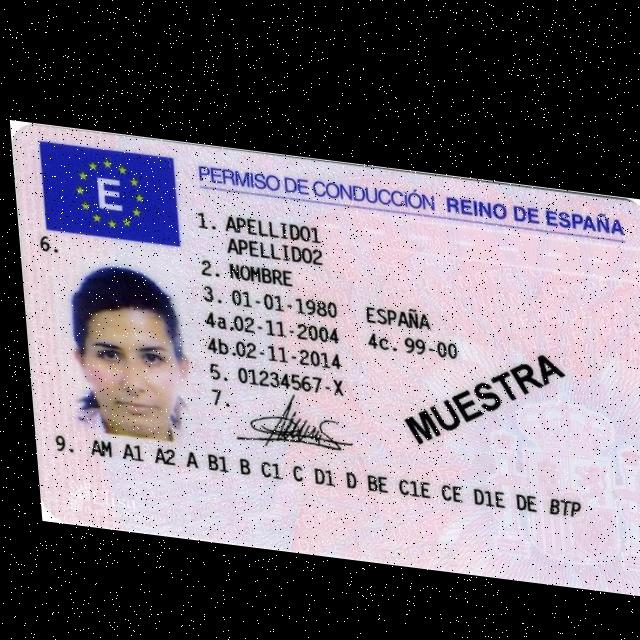 E
PERMISO DE CONDUCCIÓN REINO DE ESPAÑA
1. APELLIDO1
APELLIDO2
2. NOMBRE
3. 01-01-1980 ESPAÑA
4a.02-11-2004 4c. 99-00
4b.02-11-2014
5. 01234567-X
6.
7.
MUESTRA
9. AM A1 A2 A B1 B C1 C D1 D BE C1E CE D1E DE BTP